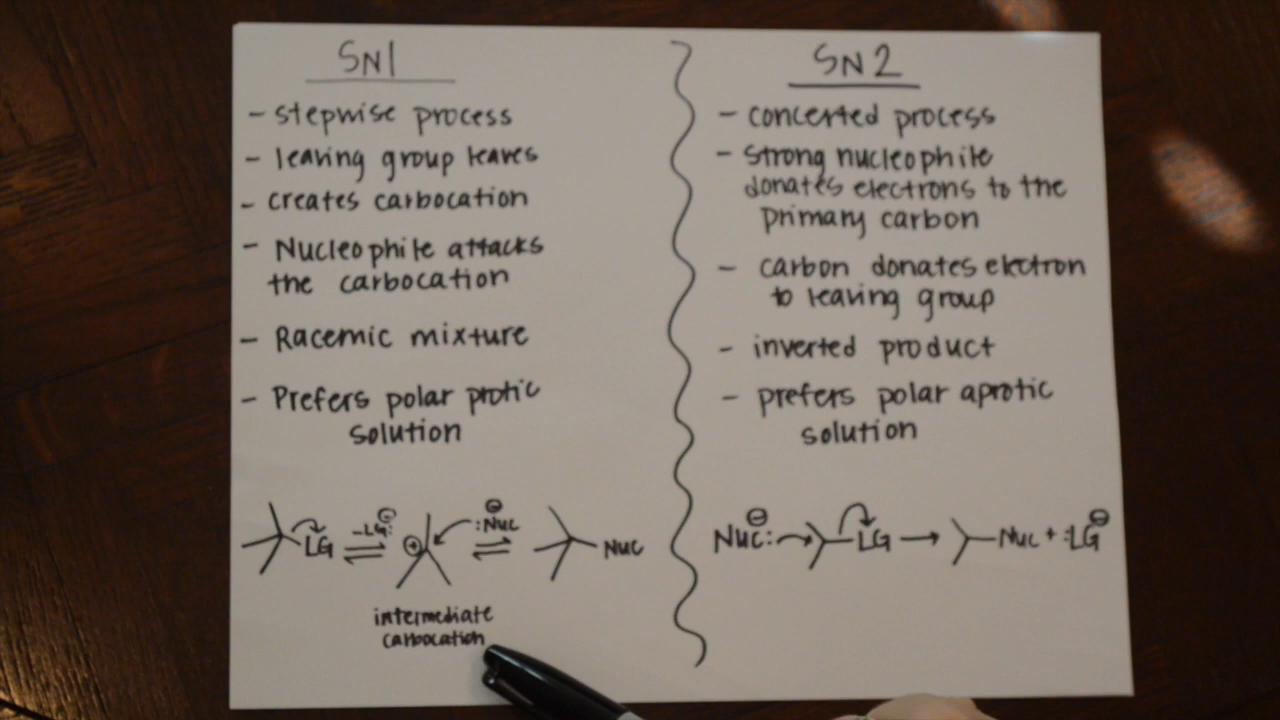 SN1
- stepwise process
- leaving group leaves
- creates carbocation
- Nucleophile attacks
the carbocation
- Racemic mixture
- Prefers polar protic
solution
LG
-LG:
⊖
⊕
⊖
:Nuc
Nuc
intermediate
carbocation
SN2
- concerted process
- strong nucleophile
donates electrons to the
primary carbon
- carbon donates electron
to leaving group
- inverted product
- prefers polar aprotic
solution
⊖
Nuc:
LG
Nuc + :LG
⊖